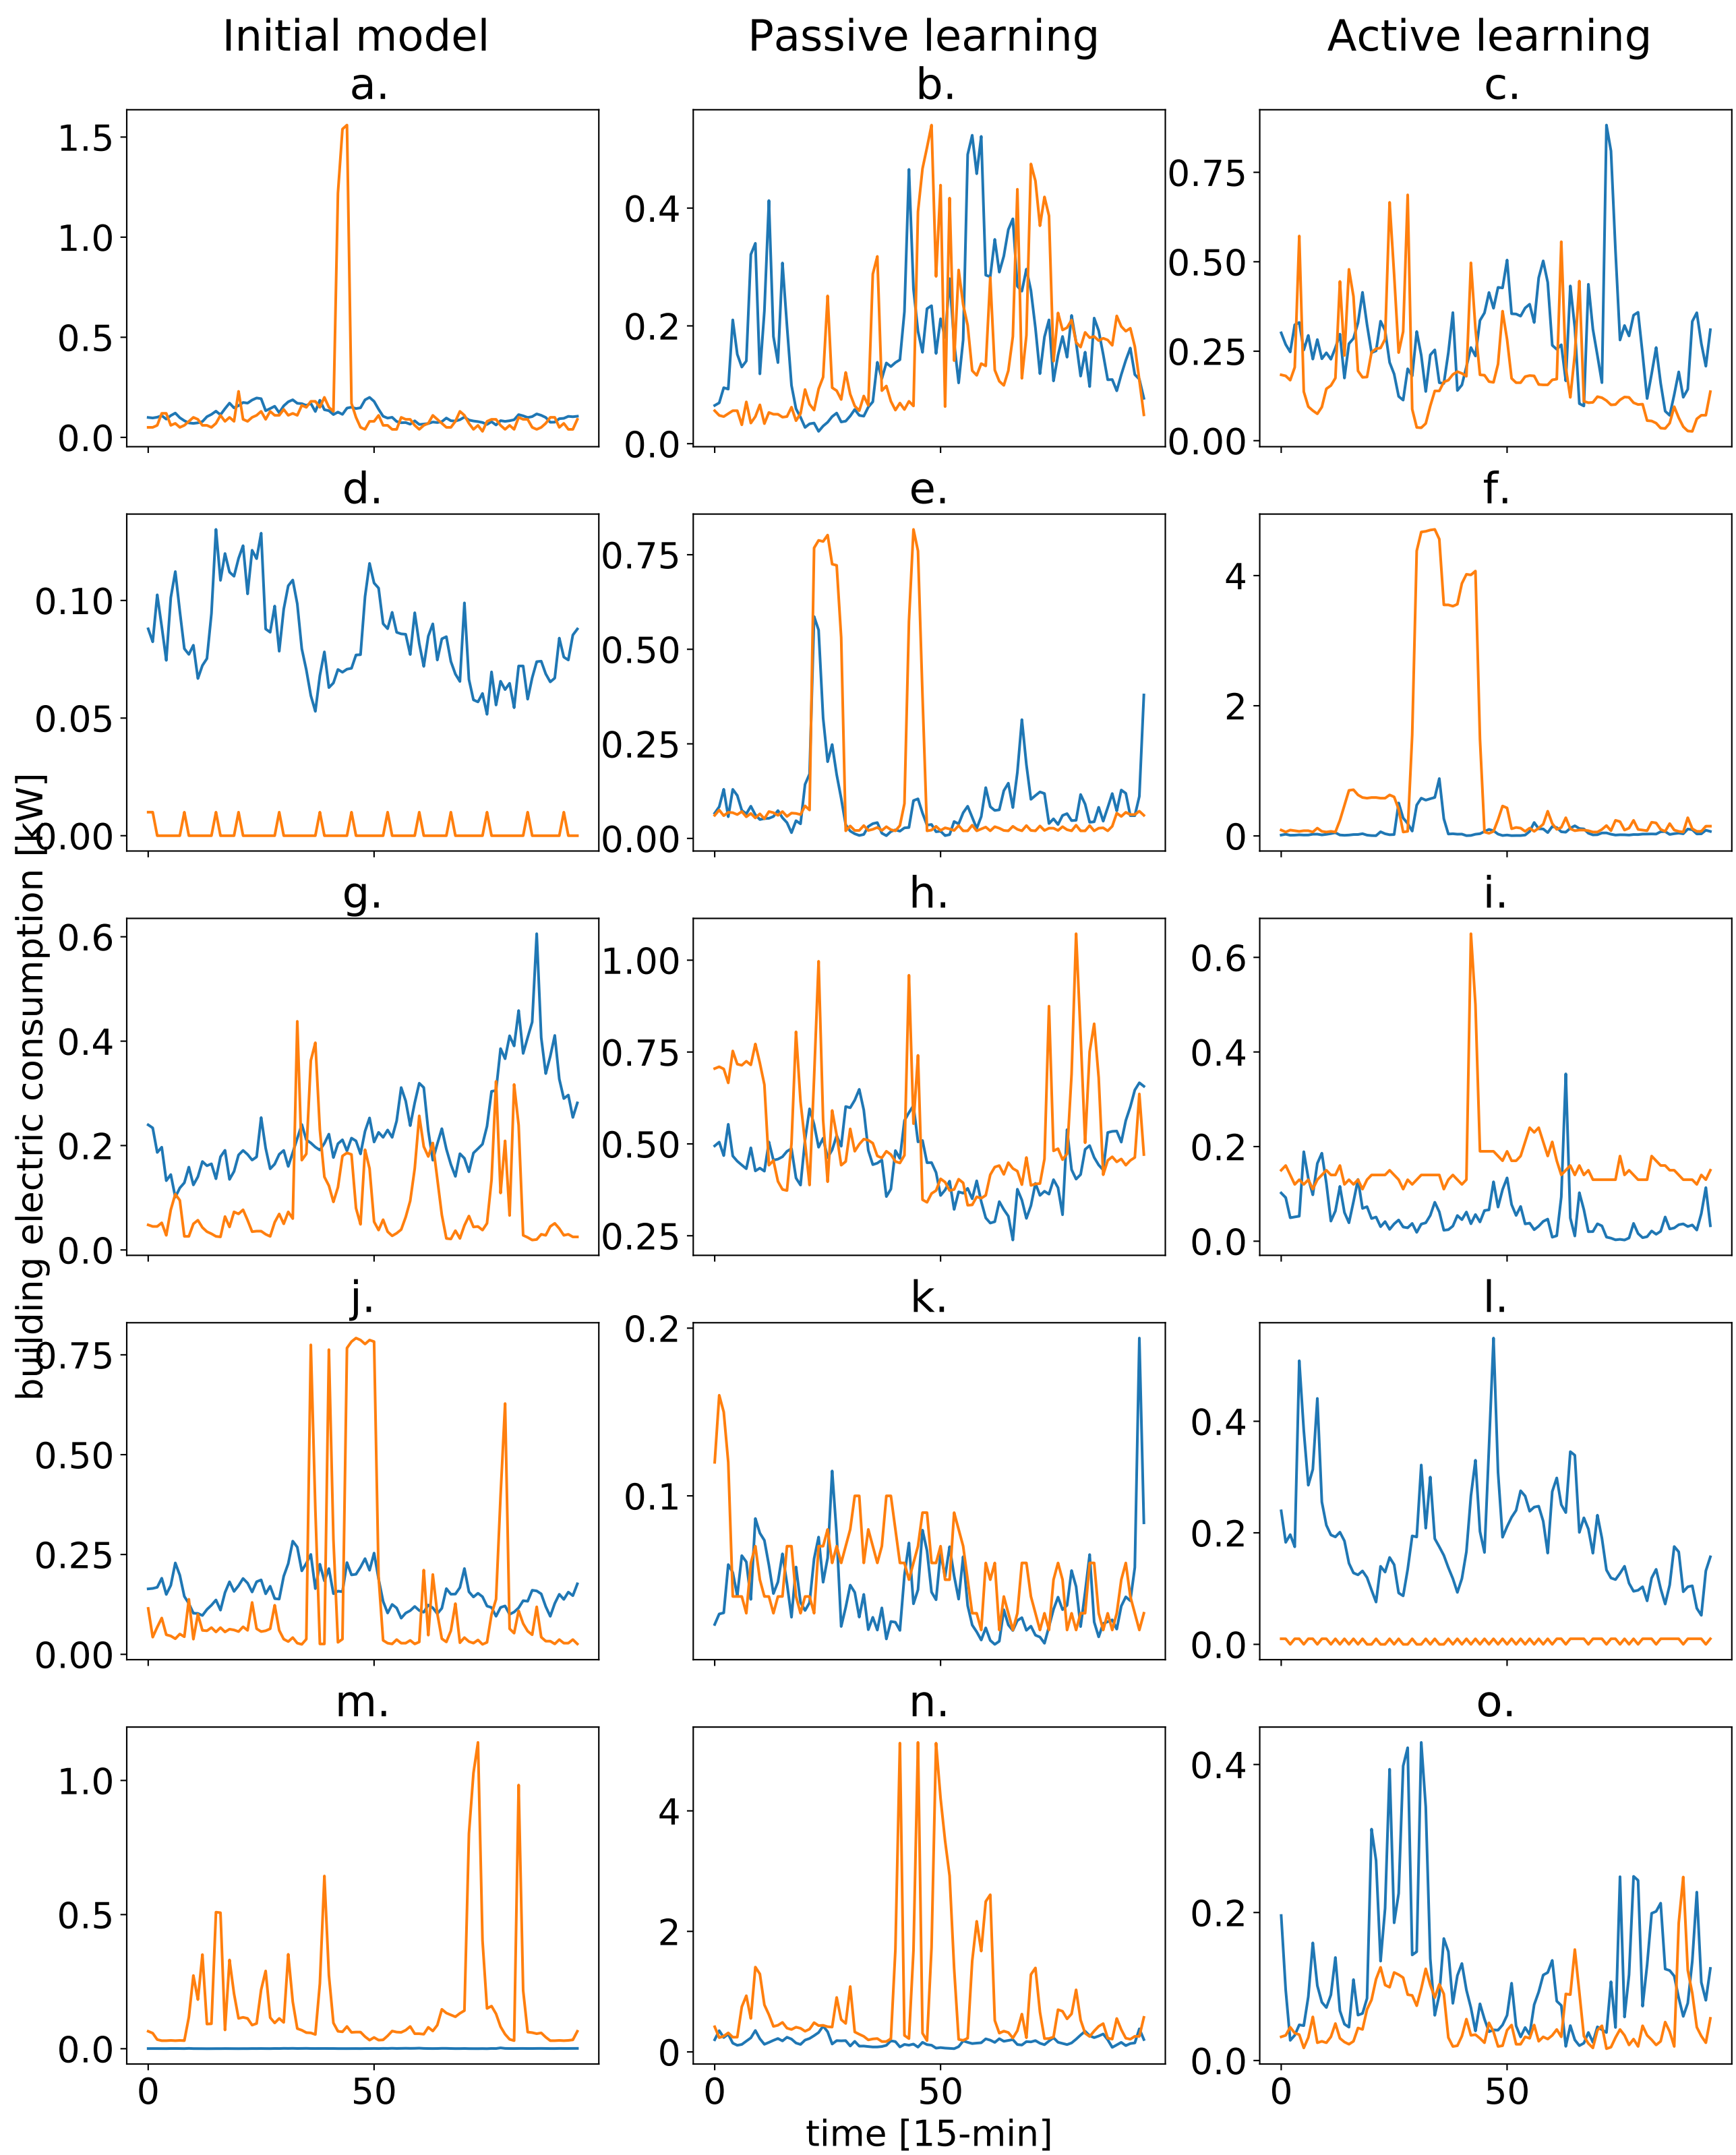 Initial model
Passive learning
Active learning
a.
b.
c.
1.5
1.0
0.5
0.0
0.4
0.2
0.0
0.75
0.50
0.25
0.00
d.
e.
f.
0.10
0.05
0.00
0.75
0.50
0.25
0.00
4
2
0
building electric consumption [kW]
g.
h.
i.
0.6
0.4
0.2
0.0
1.00
0.75
0.50
0.25
0.6
0.4
0.2
0.0
j.
k.
l.
0.75
0.50
0.25
0.00
0.2
0.1
0.4
0.2
0.0
m.
n.
o.
1.0
0.5
0.0
4
2
0
0.4
0.2
0.0
0
50
0
50
0
50
time [15-min]